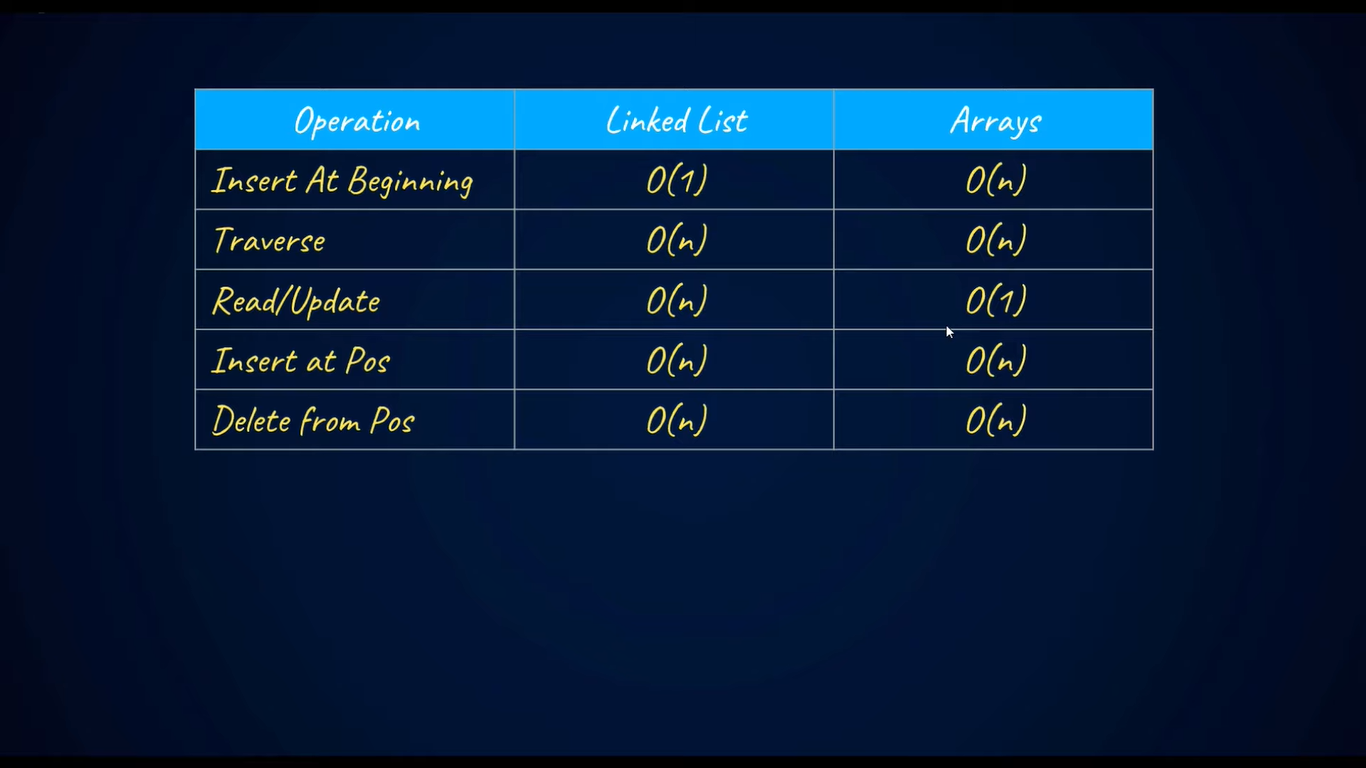 Operation Linked List Arrays
Insert At Beginning O(1) O(n)
Traverse O(n) O(n)
Read/Update O(n) O(1)
Insert at Pos O(n) O(n)
Delete from Pos O(n) O(n)